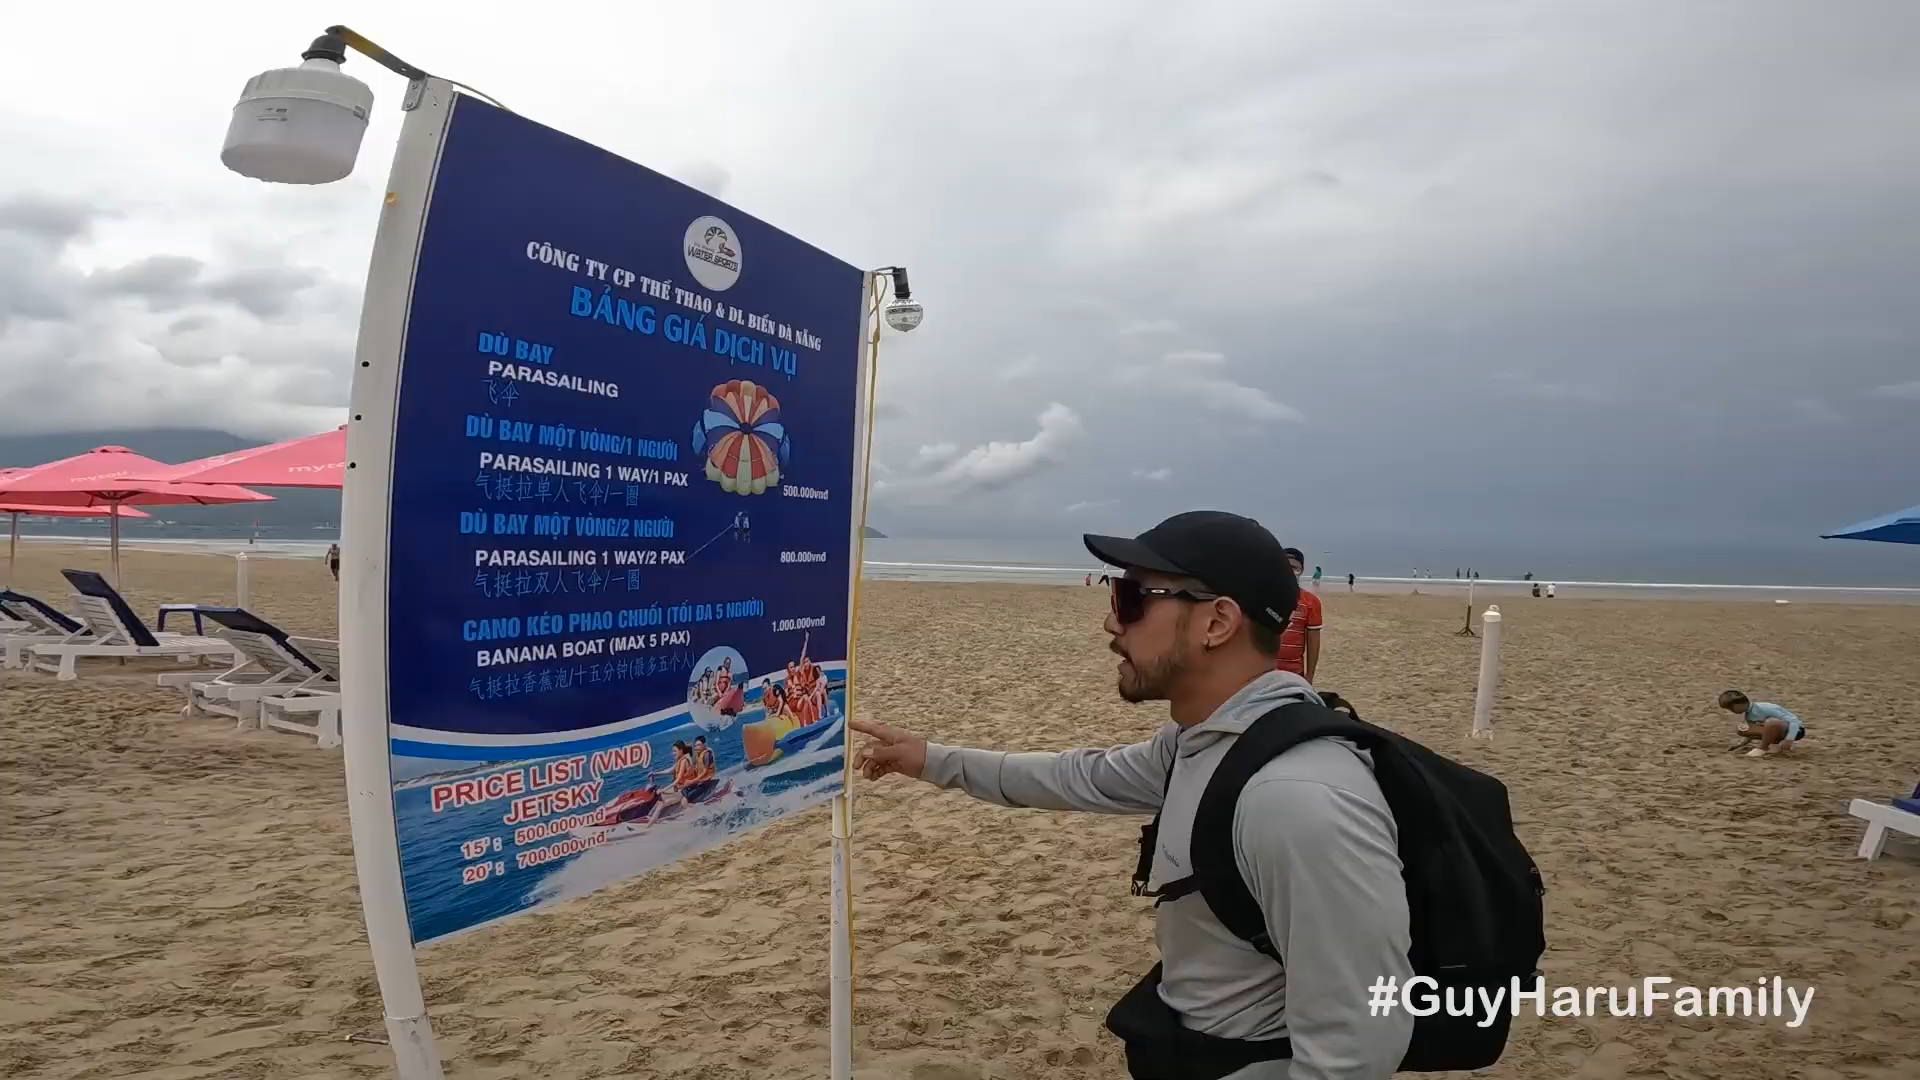 WATER SPORTS
CÔNG TY CP THỂ THAO & DL BIỂN ĐÀ NẴNG
BẢNG GIÁ DỊCH VỤ
DÙ BAY
PARASAILING
飞伞
DÙ BAY MỘT VÒNG/1 NGƯỜI
PARASAILING 1 WAY/1 PAX
气挺拉单人飞伞/一圈
500.000vnđ
DÙ BAY MỘT VÒNG/2 NGƯỜI
PARASAILING 1 WAY/2 PAX
气挺拉双人飞伞/一圈
800.000vnđ
CANO KÉO PHAO CHUỐI (TỐI ĐA 5 NGƯỜI)
BANANA BOAT (MAX 5 PAX)
气挺拉香蕉泡/十五分钟(最多五个人)
1.000.000vnđ
PRICE LIST (VND)
JETSKY
15': 500.000vnđ
20': 700.000vnđ
#GuyHaruFamily